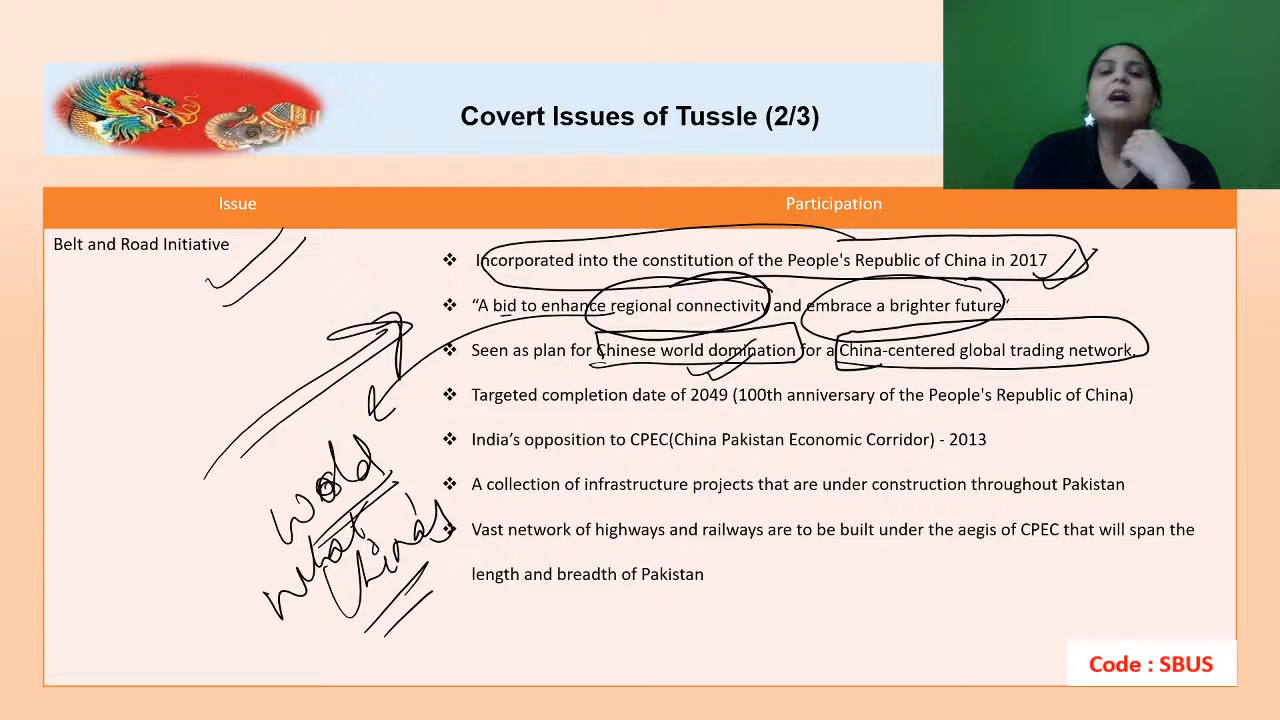 Covert Issues of Tussle (2/3)
Issue
Participation
Belt and Road Initiative
❖ Incorporated into the constitution of the People's Republic of China in 2017
❖ “A bid to enhance regional connectivity and embrace a brighter future“
❖ Seen as plan for Chinese world domination for a China-centered global trading network.
❖ Targeted completion date of 2049 (100th anniversary of the People's Republic of China)
❖ India’s opposition to CPEC(China Pakistan Economic Corridor) - 2013
❖ A collection of infrastructure projects that are under construction throughout Pakistan
❖ Vast network of highways and railways are to be built under the aegis of CPEC that will span the
length and breadth of Pakistan
what
China's
Code : SBUS